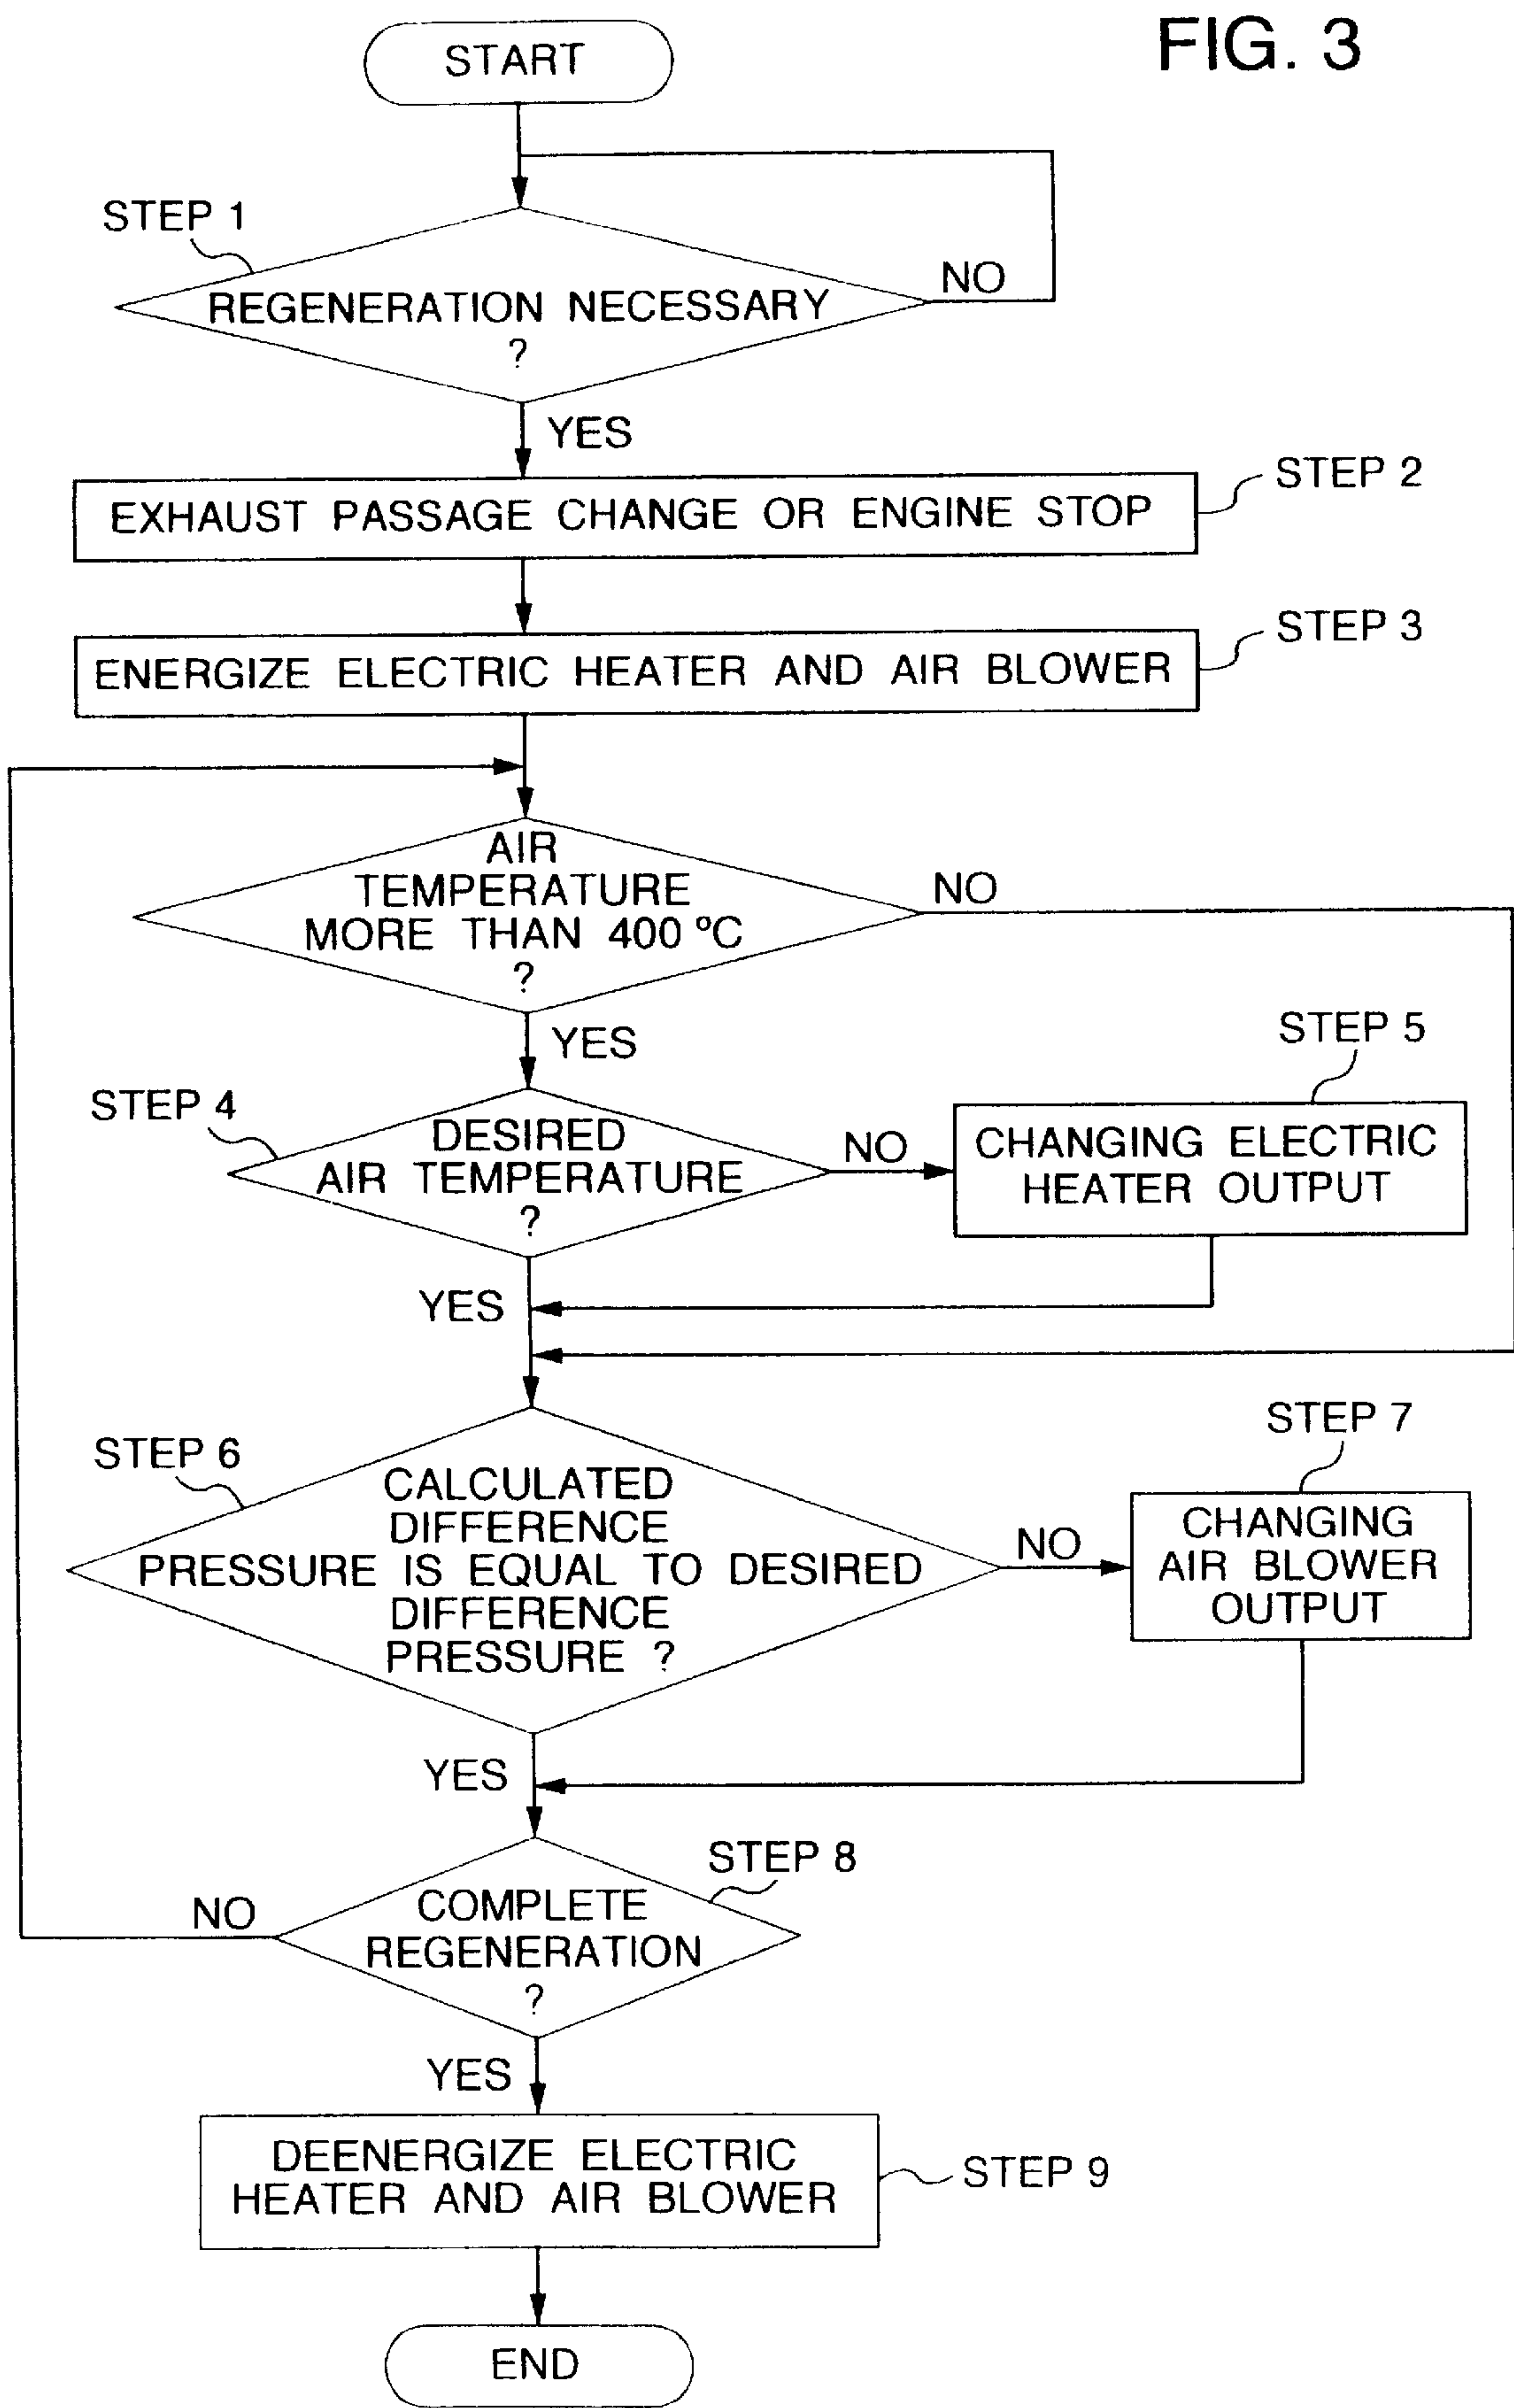 FIG. 3
START
STEP 1
REGENERATION NECESSARY
?
NO
YES
STEP 2
EXHAUST PASSAGE CHANGE OR ENGINE STOP
STEP 3
ENERGIZE ELECTRIC HEATER AND AIR BLOWER
AIR
TEMPERATURE
MORE THAN 400 °C
?
NO
YES
STEP 4
DESIRED
AIR TEMPERATURE
?
NO
STEP 5
CHANGING ELECTRIC
HEATER OUTPUT
YES
STEP 6
CALCULATED
DIFFERENCE
PRESSURE IS EQUAL TO DESIRED
DIFFERENCE
PRESSURE ?
NO
STEP 7
CHANGING
AIR BLOWER
OUTPUT
YES
STEP 8
COMPLETE
REGENERATION
?
NO
YES
DEENERGIZE ELECTRIC
HEATER AND AIR BLOWER
STEP 9
END